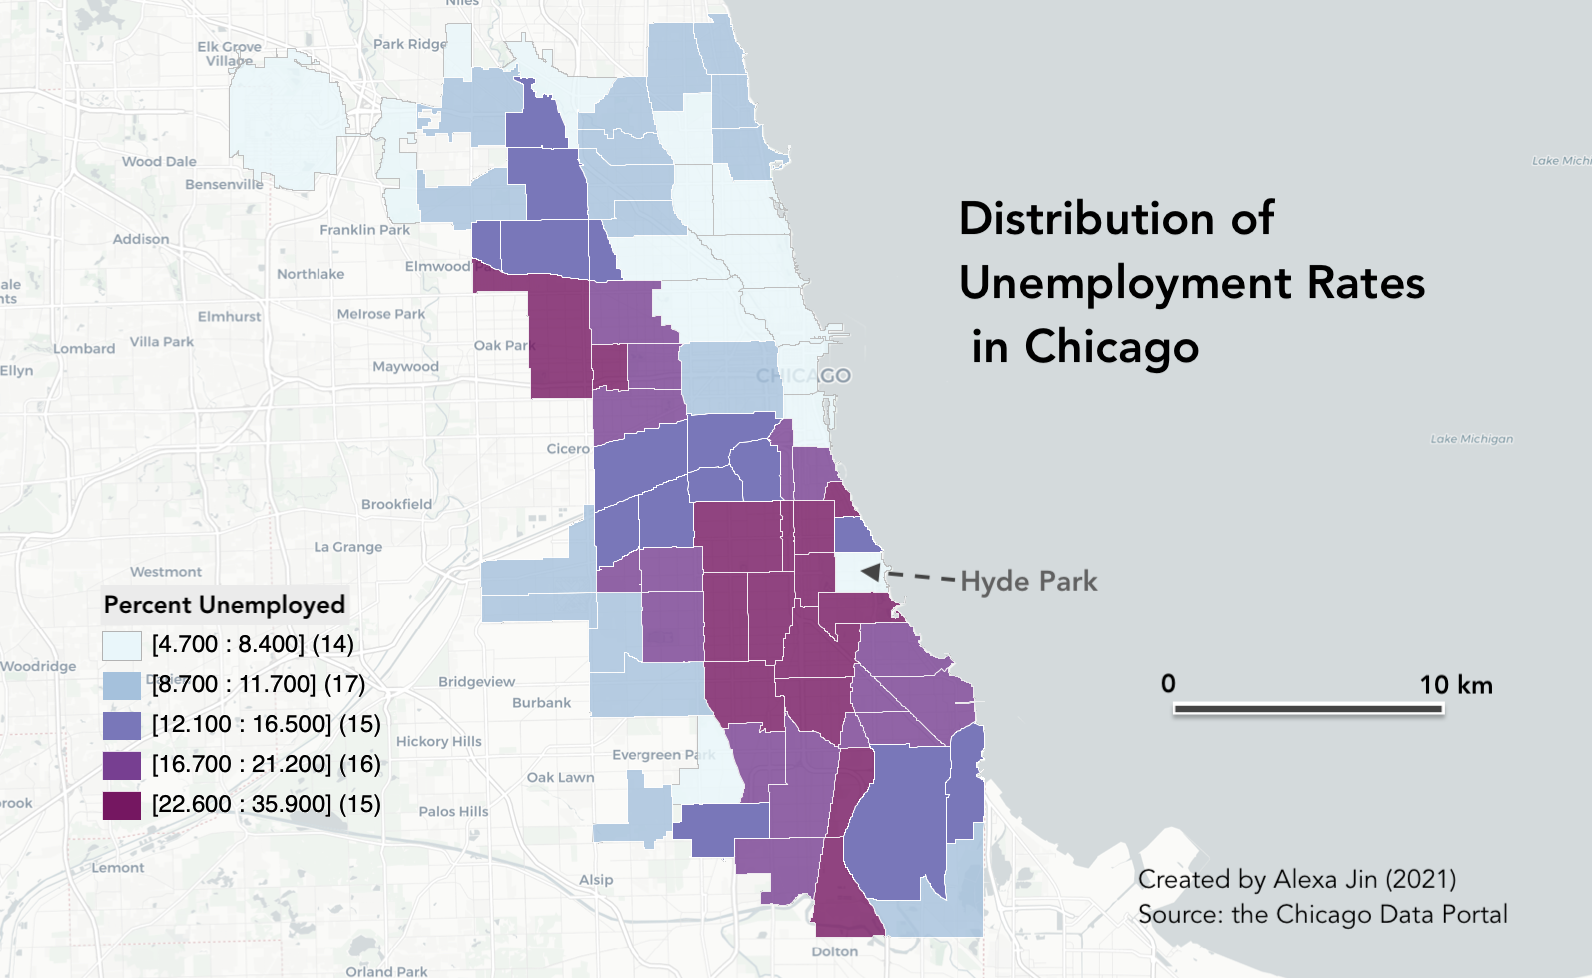 Niles
Elk Grove
Village
Park Ridge
Wood Dale
Bensenville
Lake Michi
Distribution of
Unemployment Rates
in Chicago
Franklin Park
Addison
Elmwood P
Northlake
ale
nts
Elmhurst
Melrose Park
Villa Park
Lombard
Oak Park
Maywood
Ellyn
CHICAGO
Lake Michigan
Cicero
Brookfield
La Grange
Westmont
Hyde Park
Percent Unemployed
[4.700 : 8.400] (14)
[8.700 : 11.700] (17)
[12.100 : 16.500] (15)
[16.700 : 21.200] (16)
[22.600 : 35.900] (15)
Woodridge
Bridgeview
Burbank
0 10 km
Hickory Hills
Evergreen Park
Oak Lawn
brook
Palos Hills
Lemont
Alsip
Created by Alexa Jin (2021)
Source: the Chicago Data Portal
Dolton
Orland Park